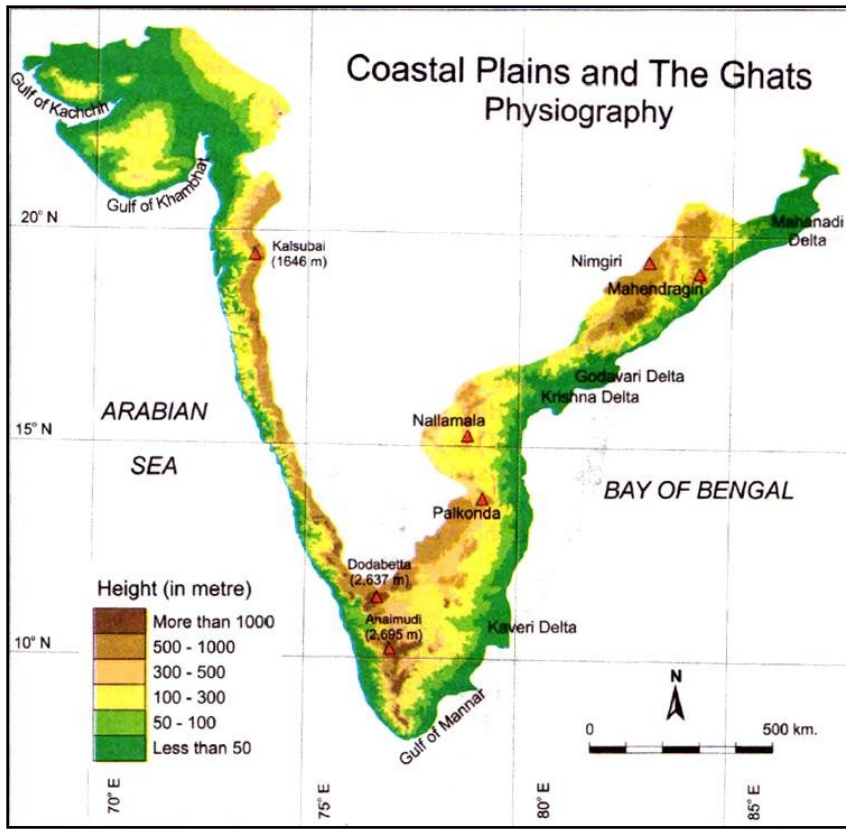 Coastal Plains and The Ghats
Physiography
Gulf of Kachchh
Gulf of Khambhat
20° N
Kalsubai
(1646 m)
Mahanadi
Delta
Nimgiri
Mahendragiri
Godavari Delta
Krishna Delta
ARABIAN
SEA
15° N
Nallamala
BAY OF BENGAL
Palkonda
Dodabetta
(2,637 m)
Anaimudi
(2,695 m)
Kaveri Delta
Height (in metre)
More than 1000
500 - 1000
300 - 500
100 - 300
50 - 100
Less than 50
10° N
Gulf of Mannar
N
0 500 km.
70° E
75° E
80° E
85° E